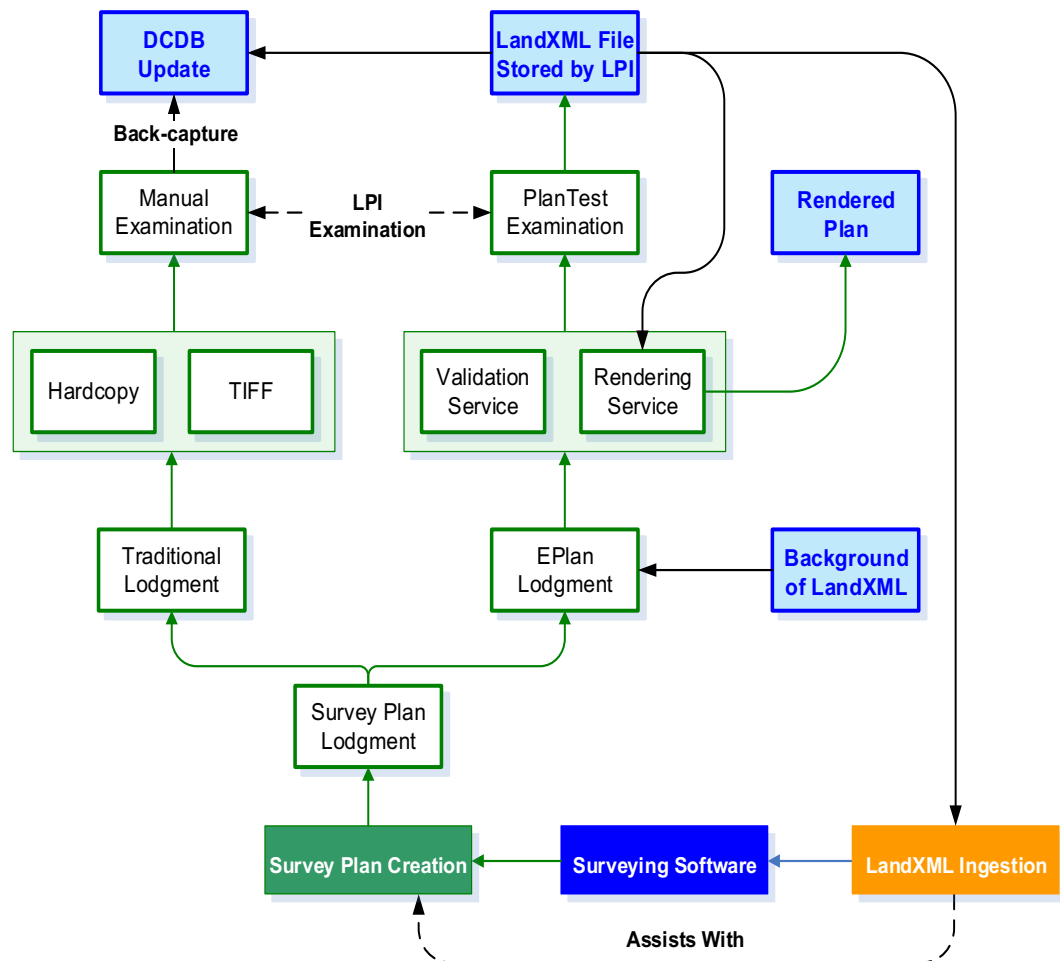 DCDB
Update
LandXML File
Stored by LPI
Back-capture
Manual
Examination
LPI
Examination
PlanTest
Examination
Rendered
Plan
Hardcopy
TIFF
Validation
Service
Rendering
Service
Traditional
Lodgment
EPlan
Lodgment
Background
of LandXML
Survey Plan
Lodgment
Survey Plan Creation
Surveying Software
LandXML Ingestion
Assists With